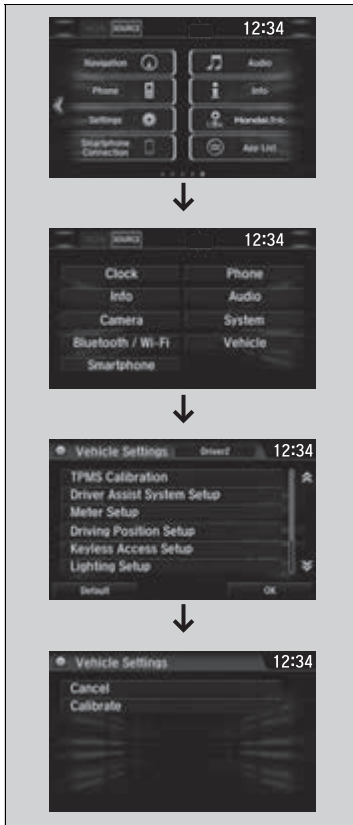 SOURCE 12:34
Navigation Audio
Phone Info
Settings HondaLink
Smartphone App List
Connection
SOURCE 12:34
Clock Phone
Info Audio
Camera System
Bluetooth / Wi-Fi Vehicle
Smartphone
Vehicle Settings Driver2 12:34
TPMS Calibration
Driver Assist System Setup
Meter Setup
Driving Position Setup
Keyless Access Setup
Lighting Setup
Default OK
Vehicle Settings 12:34
Cancel
Calibrate